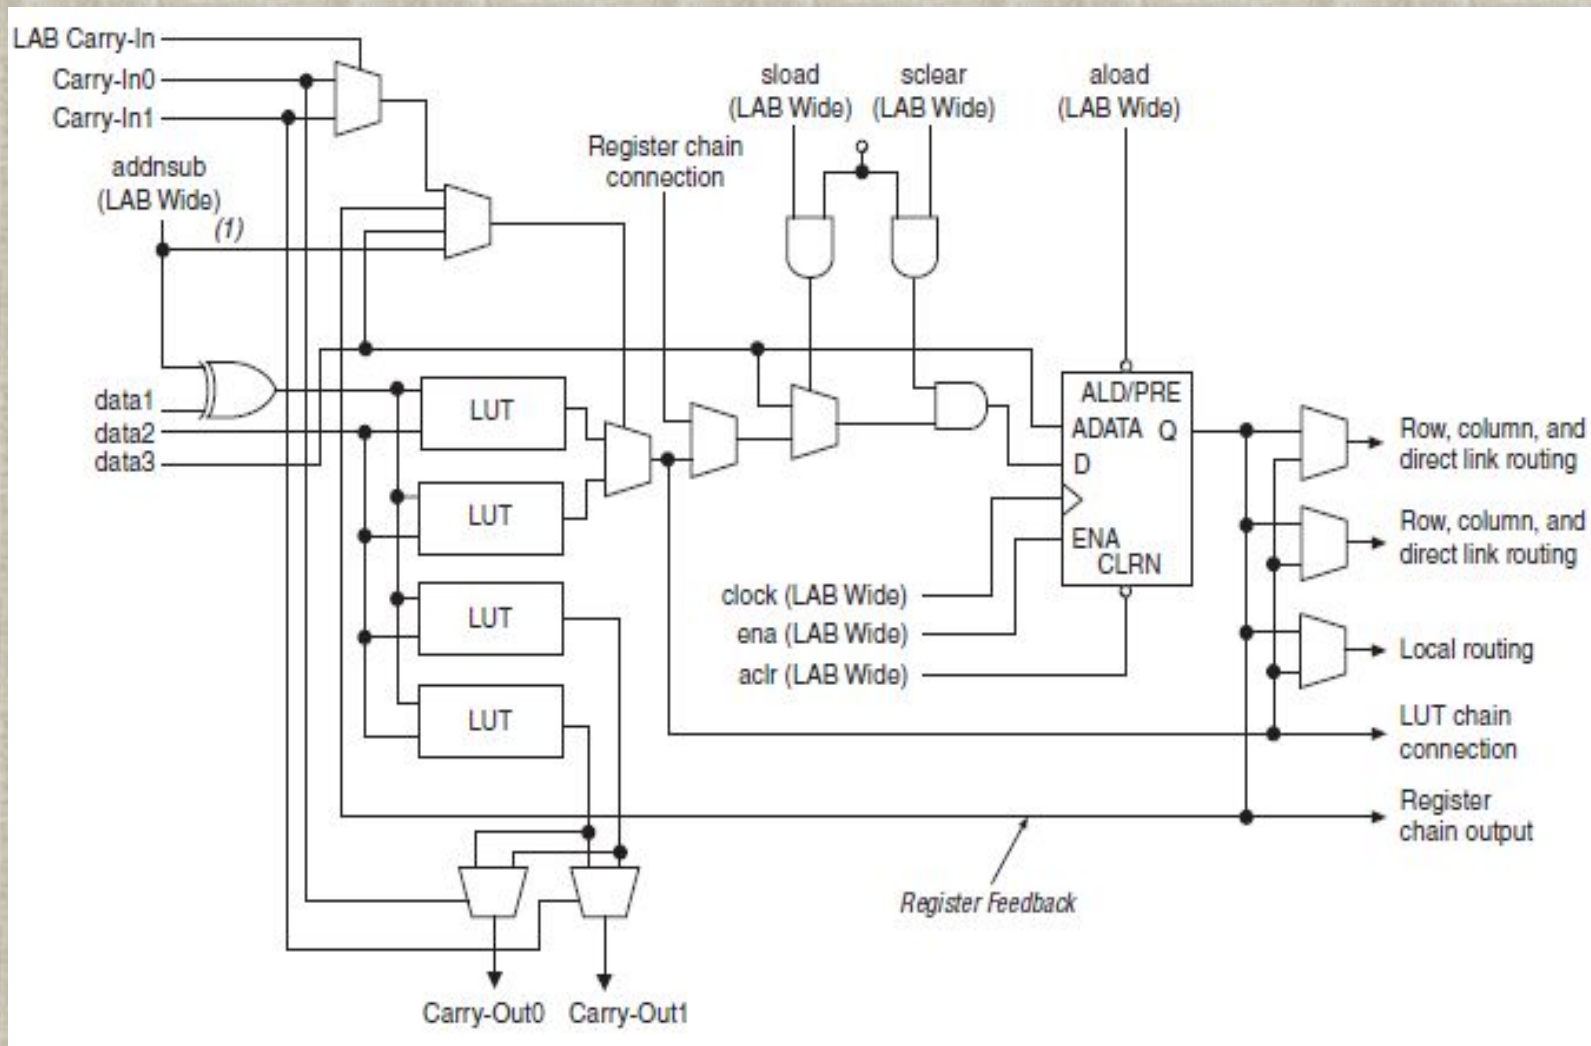 LAB Carry-In
Carry-In0
Carry-In1
addnsub
(LAB Wide)
(1)
data1
data2
data3
LUT
LUT
LUT
LUT
Register chain
connection
sload
(LAB Wide)
sclear
(LAB Wide)
aload
(LAB Wide)
ALD/PRE
ADATA Q
D
ENA
CLRN
clock (LAB Wide)
ena (LAB Wide)
aclr (LAB Wide)
Row, column, and
direct link routing
Row, column, and
direct link routing
Local routing
LUT chain
connection
Register
chain output
Register Feedback
Carry-Out0
Carry-Out1